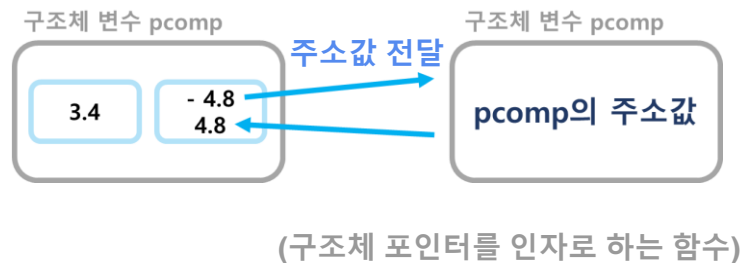 구조체 변수 pcomp
구조체 변수 pcomp
주소값 전달
3.4
- 4.8
4.8
pcomp의 주소값
(구조체 포인터를 인자로 하는 함수)